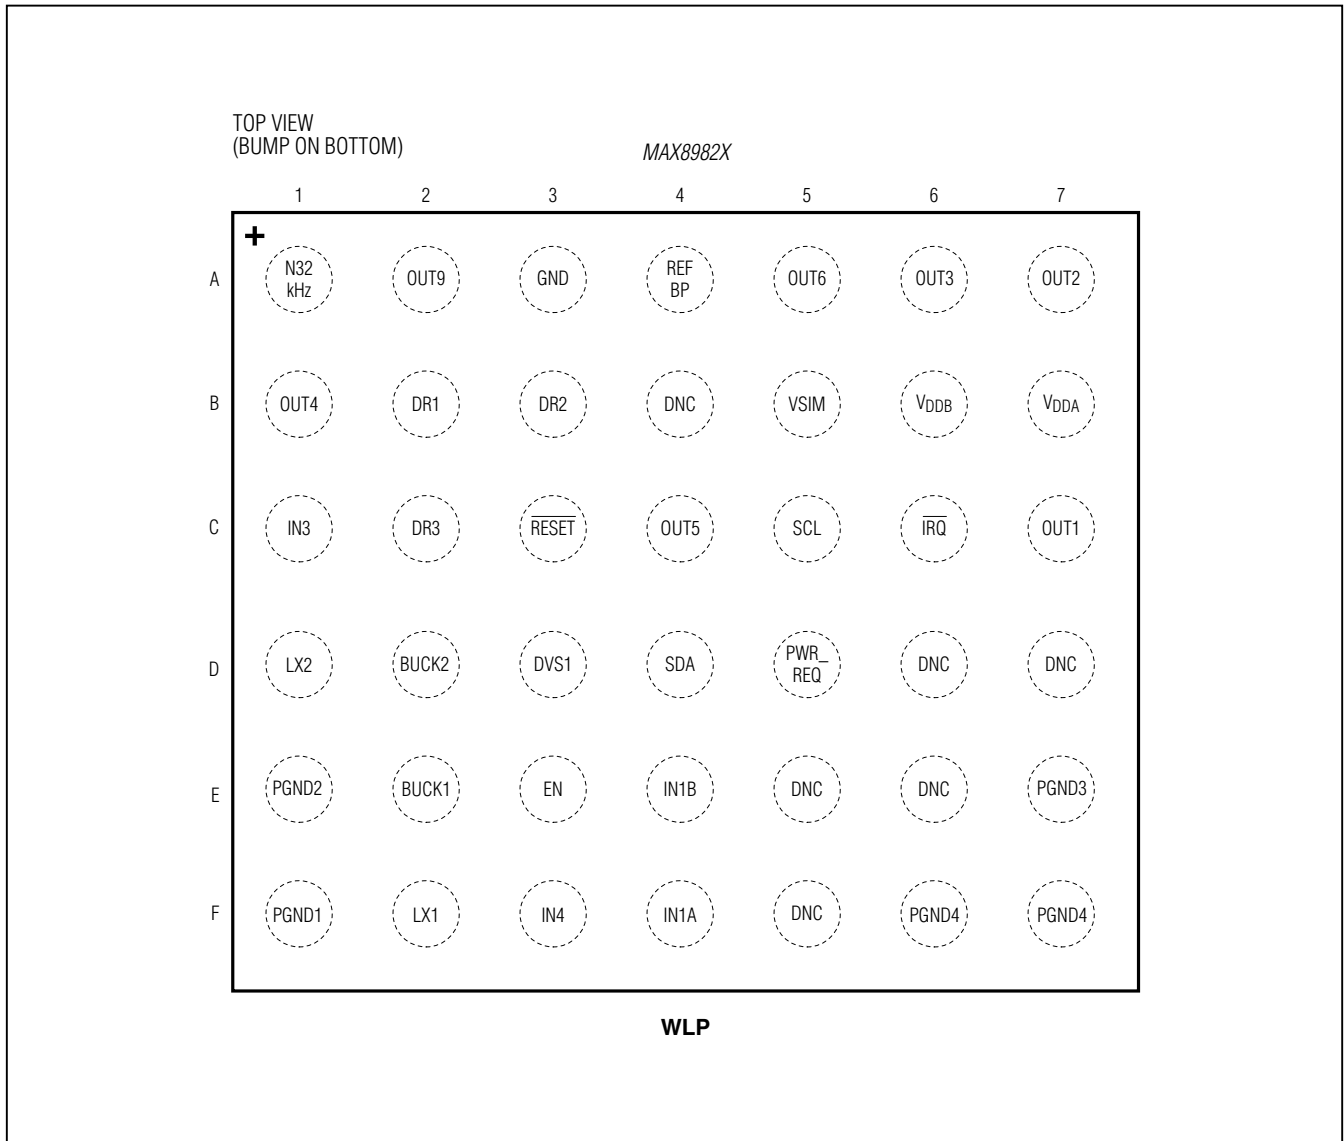 TOP VIEW
(BUMP ON BOTTOM)
MAX8982X
1 2 3 4 5 6 7
+
A N32 kHz OUT9 GND REF BP OUT6 OUT3 OUT2
B OUT4 DR1 DR2 DNC VSIM VDDB VDDA
C IN3 DR3 RESET OUT5 SCL IRQ OUT1
D LX2 BUCK2 DVS1 SDA PWR_ REQ DNC DNC
E PGND2 BUCK1 EN IN1B DNC DNC PGND3
F PGND1 LX1 IN4 IN1A DNC PGND4 PGND4
WLP